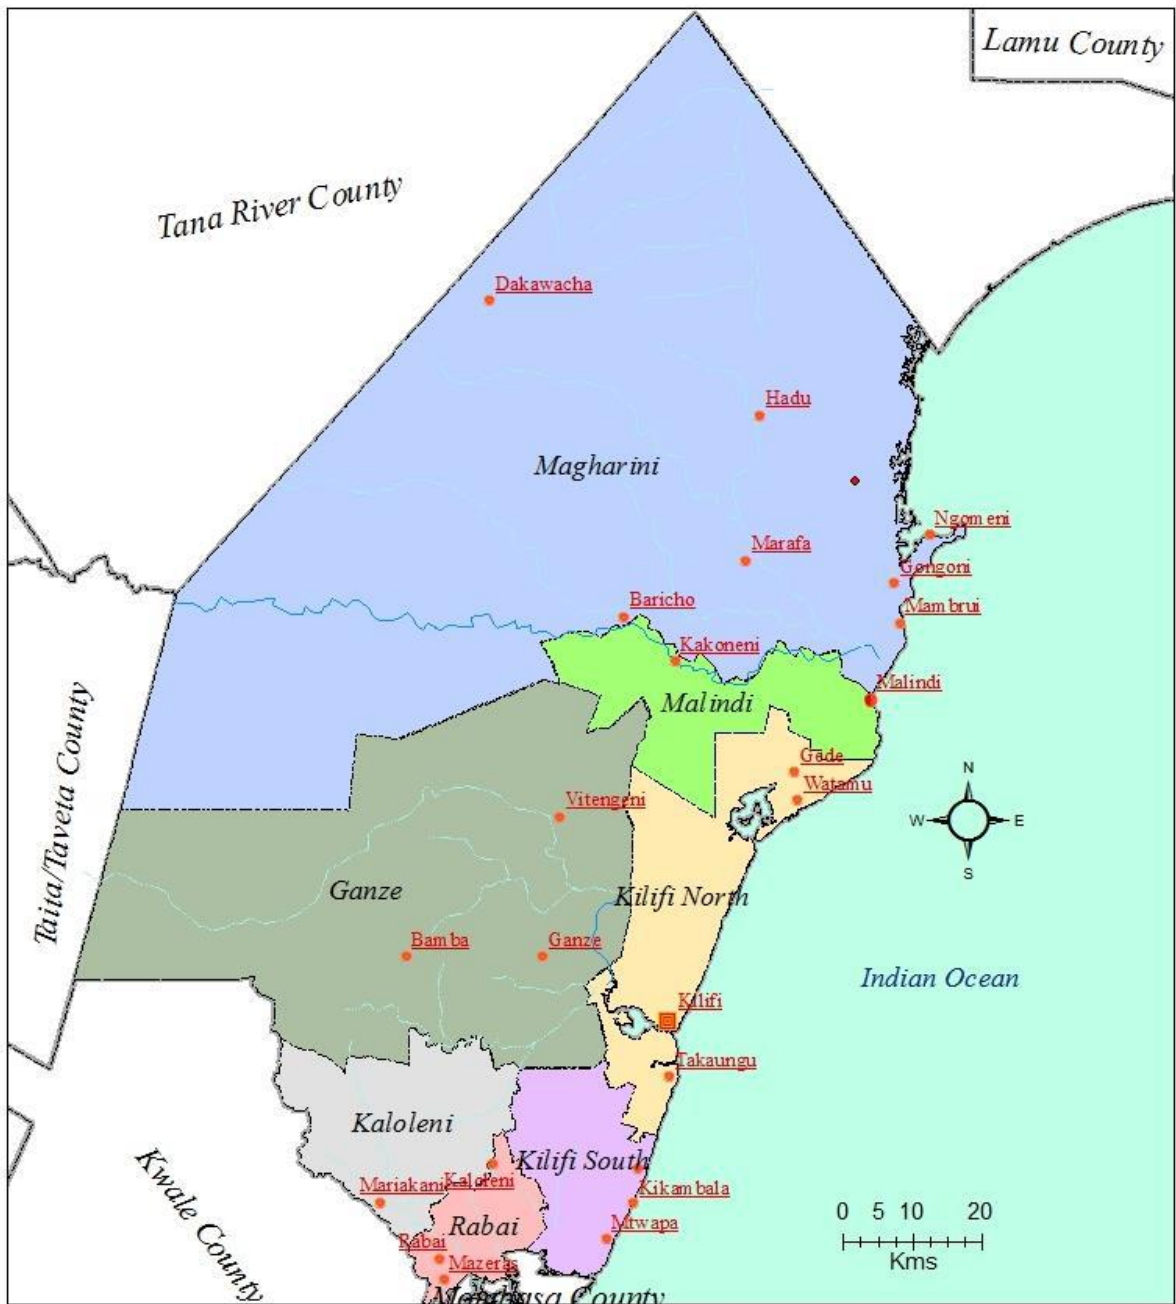 Lamu County
Tana River County
Dakawacha
Hadu
Magharini
Ngomeni
Marafa
Gongoni
Baricho
Mambrui
Kakoneni
Malindi
Malindi
Taita/Taveta County
Gede
N
Watamu
Vitengeni
W
E
S
Ganze
Kilifi North
Bamba
Ganze
Indian Ocean
Kilifi
Takaungu
Kaloleni
Kilifi South
Kwale County
Kaloleni
Mariakani
Kikambala
0 5 10 20
Rabai
Mtwapa
Rabai
Kms
Mazeras
Mombasa County